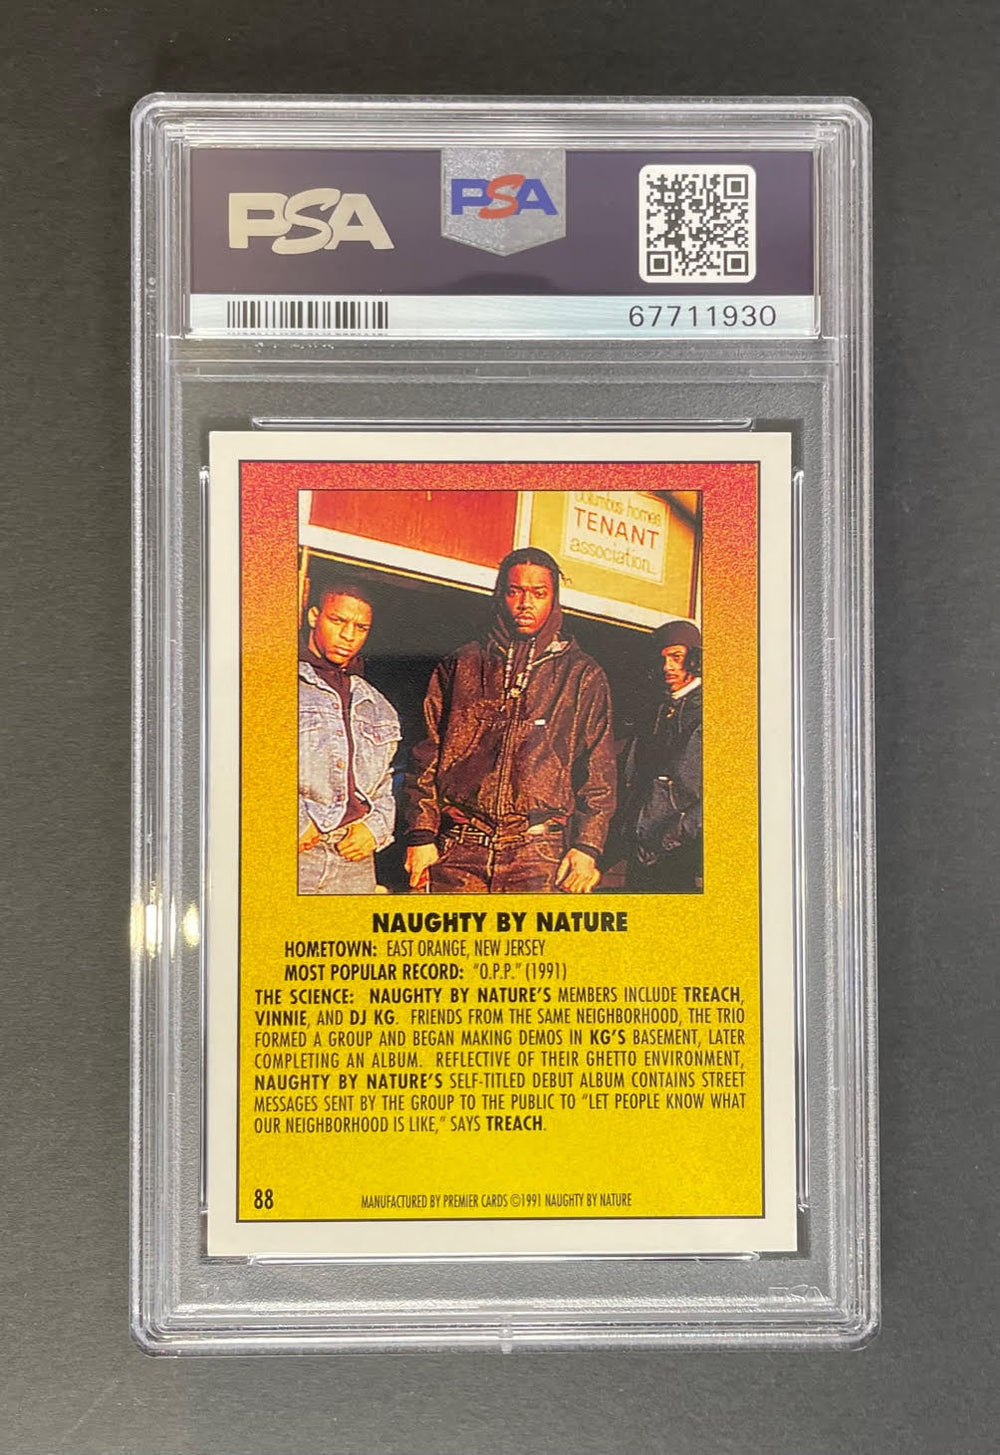 PSA
PSA
67711930
Columbus homes
TENANT
association
NAUGHTY BY NATURE
HOMETOWN: EAST ORANGE, NEW JERSEY
MOST POPULAR RECORD: "O.P.P." (1991)
THE SCIENCE: NAUGHTY BY NATURE'S MEMBERS INCLUDE TREACH,
VINNIE, AND DJ KG. FRIENDS FROM THE SAME NEIGHBORHOOD, THE TRIO
FORMED A GROUP AND BEGAN MAKING DEMOS IN KG'S BASEMENT, LATER
COMPLETING AN ALBUM. REFLECTIVE OF THEIR GHETTO ENVIRONMENT,
NAUGHTY BY NATURE'S SELF-TITLED DEBUT ALBUM CONTAINS STREET
MESSAGES SENT BY THE GROUP TO THE PUBLIC TO "LET PEOPLE KNOW WHAT
OUR NEIGHBORHOOD IS LIKE," SAYS TREACH.
88
MANUFACTURED BY PREMIER CARDS ©1991 NAUGHTY BY NATURE
PSA